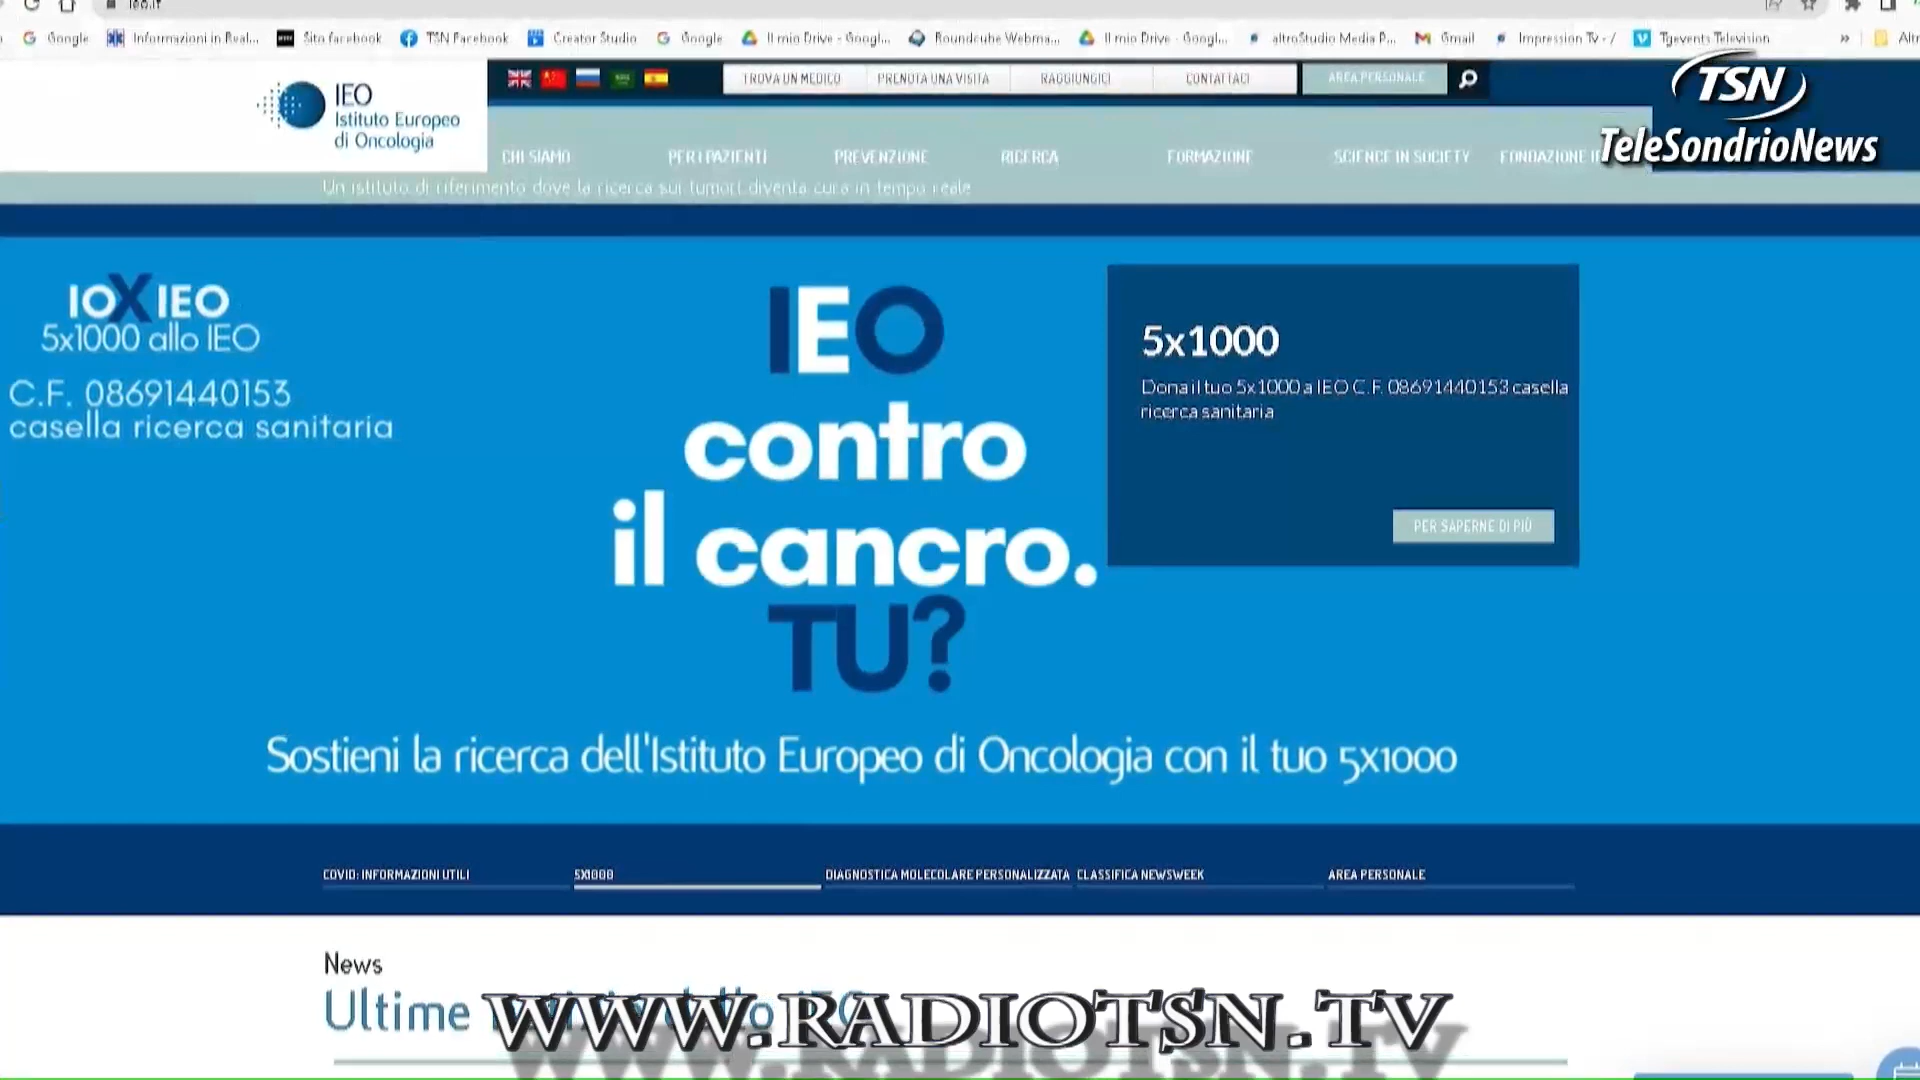 ieo.it
Google Informazioni in Real... Sito facebook TSN Facebook Creator Studio Google Il mio Drive - Googl... Roundcube Webma... Il mio Drive - Googl... altroStudio Media P... Gmail Impression Tv - / Tgevents Television » Altr
TROVA UN MEDICO PRENOTA UNA VISITA RAGGIUNGICI CONTATTACI AREA PERSONALE
TSN
TeleSondrioNews
IEO
Istituto Europeo
di Oncologia
CHI SIAMO PER I PAZIENTI PREVENZIONE RICERCA FORMAZIONE SCIENCE IN SOCIETY FONDAZIONE
Un istituto di riferimento dove la ricerca sui tumori diventa cura in tempo reale
IOXIEO
5x1000 allo IEO
C.F. 08691440153
casella ricerca sanitaria
IEO
contro
il cancro.
TU?
5x1000
Dona il tuo 5x1000 a IEO C.F. 08691440153 casella
ricerca sanitaria
PER SAPERNE DI PIÙ
Sostieni la ricerca dell'Istituto Europeo di Oncologia con il tuo 5x1000
COVID: INFORMAZIONI UTILI 5X1000 DIAGNOSTICA MOLECOLARE PERSONALIZZATA CLASSIFICA NEWSWEEK AREA PERSONALE
News
Ultime
WWW.RADIOTSN.TV